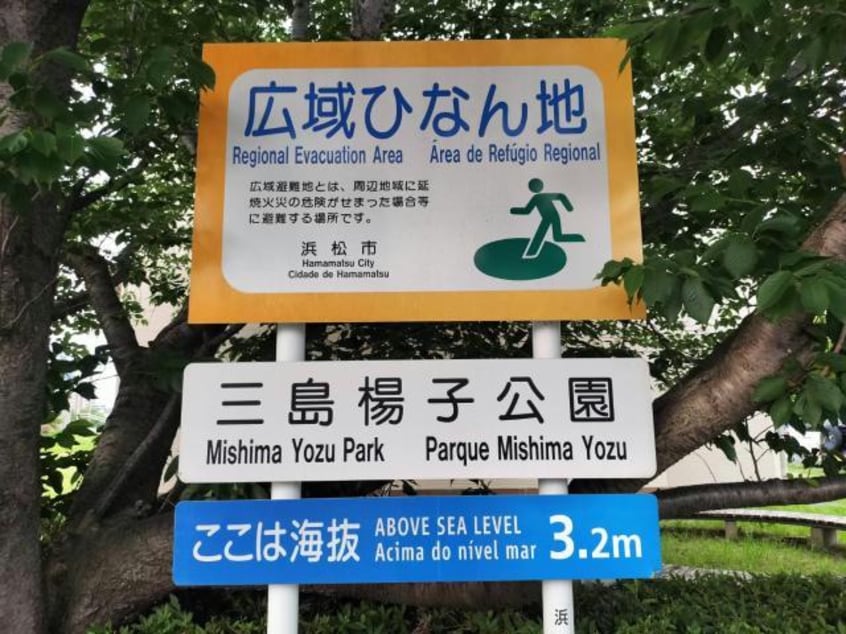 広域ひなん地
Regional Evacuation Area Área de Refúgio Regional
広域避難地とは、周辺地域に延
焼火災の危険がせまった場合等
に避難する場所です。
浜松市
Hamamatsu City
Cidade de Hamamatsu
三島楊子公園
Mishima Yozu Park Parque Mishima Yozu
ここは海抜 ABOVE SEA LEVEL 3.2m
Acima do nível mar
浜